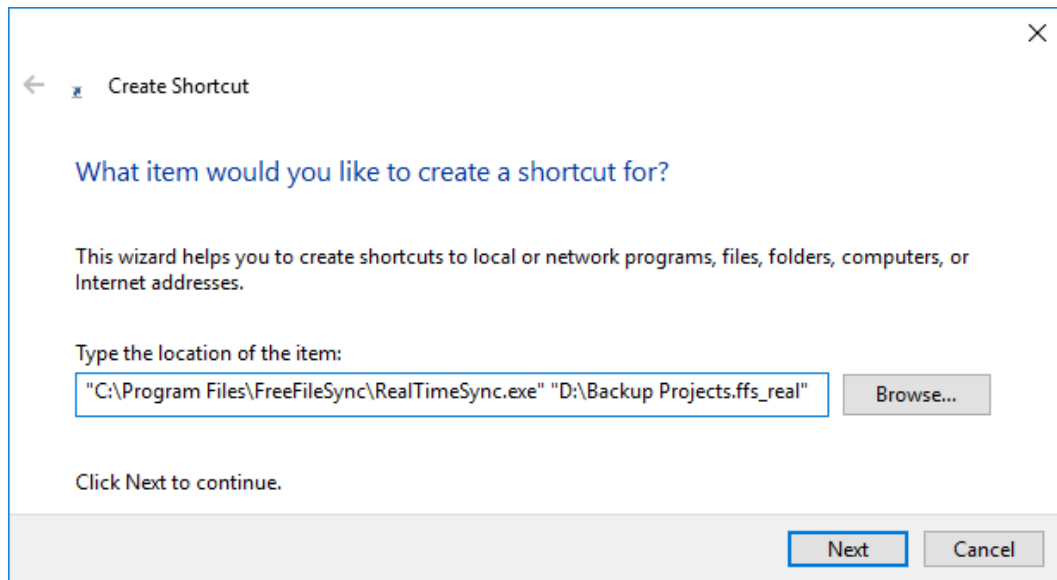 Create Shortcut
What item would you like to create a shortcut for?
This wizard helps you to create shortcuts to local or network programs, files, folders, computers, or
Internet addresses.
Type the location of the item:
"C:\Program Files\FreeFileSync\RealTimeSync.exe" "D:\Backup Projects.ffs_real"
Browse...
Click Next to continue.
Next
Cancel